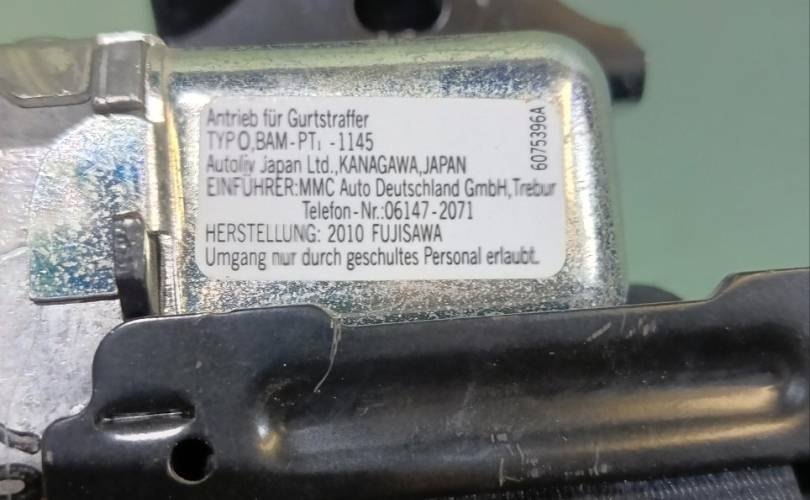 Antrieb für Gurtstraffer
TYP O,BAM-PT₁ -1145
Autoliv Japan Ltd.,KANAGAWA,JAPAN
EINFÜHRER:MMC Auto Deutschland GmbH,Trebur
Telefon-Nr.:06147-2071
HERSTELLUNG: 2010 FUJISAWA
Umgang nur durch geschultes Personal erlaubt.
6075396A